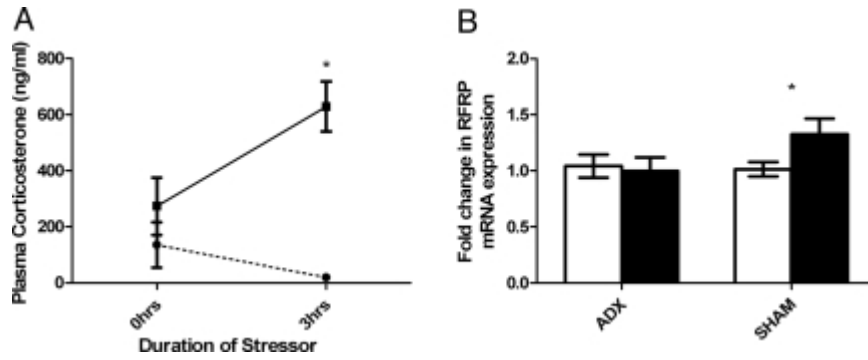 A
Plasma Corticosterone (ng/ml)
800
600
400
200
0
*
0hrs
3hrs
Duration of Stressor
B
Fold change in RFRP
mRNA expression
2.0
1.5
1.0
0.5
0.0
*
ADX
SHAM